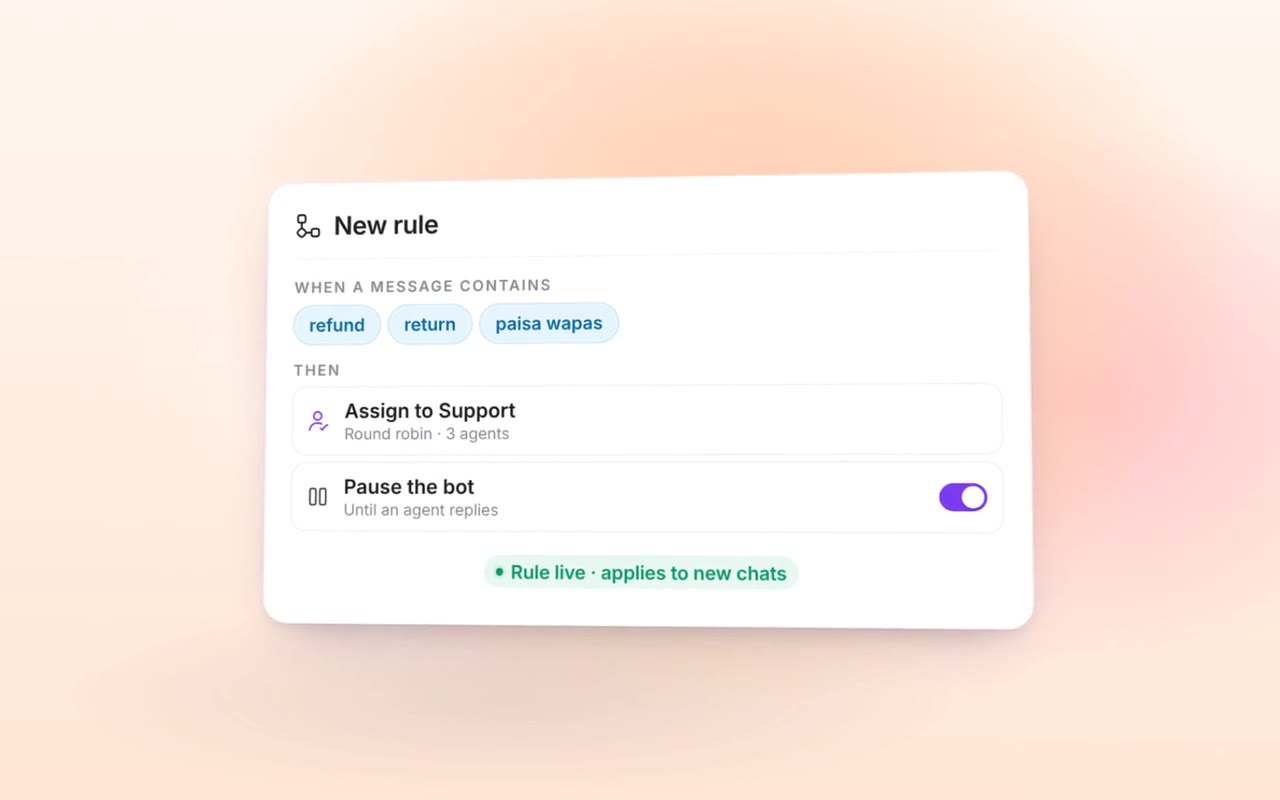 New rule
WHEN A MESSAGE CONTAINS
refund return paisa wapas
THEN
Assign to Support
Round robin · 3 agents
Pause the bot
Until an agent replies
Rule live · applies to new chats